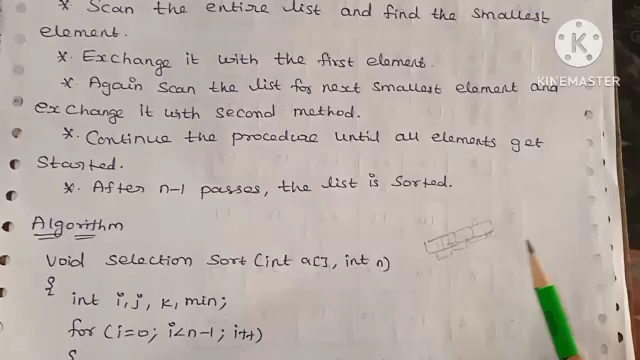 * Scan the entire list and find the smallest
element.
* Exchange it with the first element.
* Again scan the list for next smallest element and
exchange it with second method.
* Continue the procedure until all elements get
Started.
* After n-1 passes, the list is sorted.
Algorithm
void selection sort (int a[], int n)
{
int i, j, k, min;
for (i=0; i<n-1; i++)
{
K
KINEMASTER